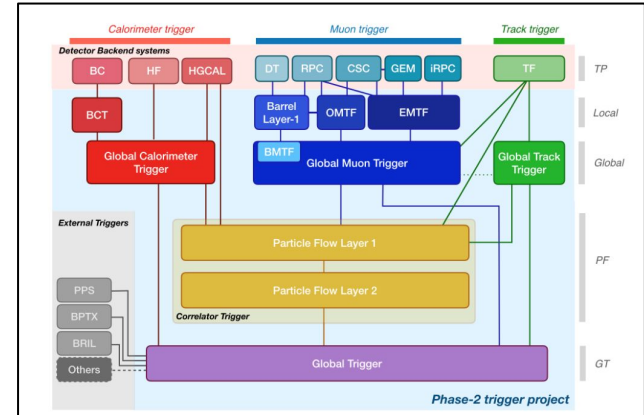 Calorimeter trigger
Muon trigger
Track trigger
Detector Backend systems
BC
HF
HGCAL
DT
RPC
CSC
GEM
iRPC
TF
TP
BCT
Barrel
Layer-1
OMTF
EMTF
Local
Global Calorimeter
Trigger
BMTF
Global Muon Trigger
Global Track
Trigger
Global
External Triggers
Particle Flow Layer 1
Particle Flow Layer 2
Correlator Trigger
PF
PPS
BPTX
BRIL
Others
Global Trigger
GT
Phase-2 trigger project